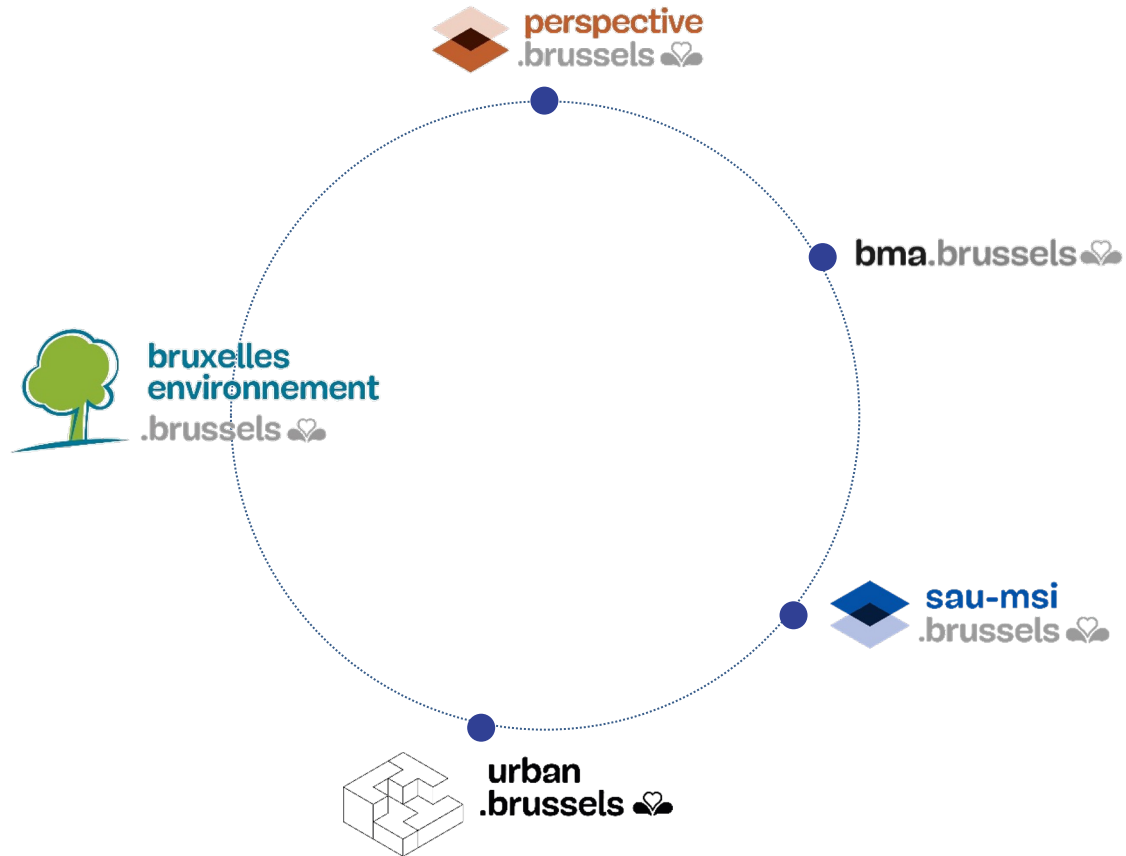 perspective
.brussels
bma.brussels
bruxelles
environnement
.brussels
sau-msi
.brussels
urban
.brussels